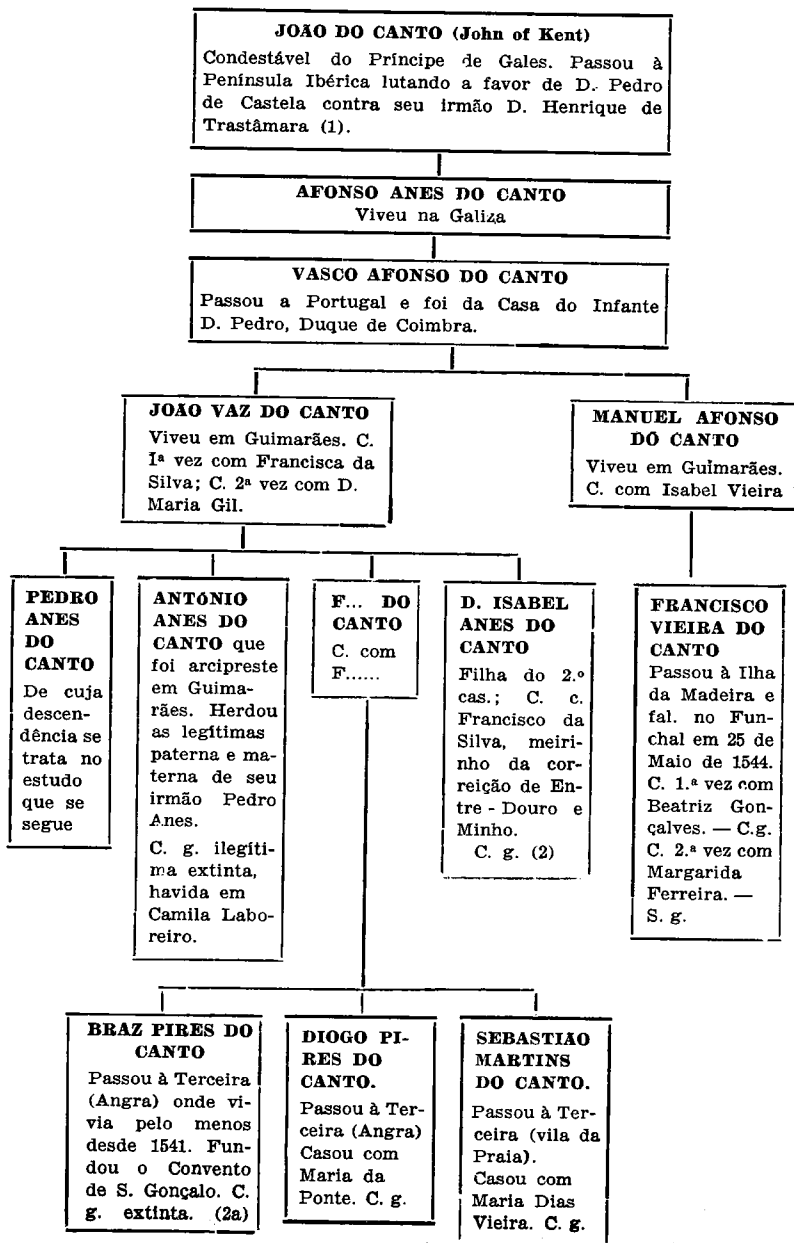 JOÃO DO CANTO (John of Kent)
Condestável do Príncipe de Gales. Passou à
Península Ibérica lutando a favor de D. Pedro
de Castela contra seu irmão D. Henrique de
Trastâmara (1).
AFONSO ANES DO CANTO
Viveu na Galiza
VASCO AFONSO DO CANTO
Passou a Portugal e foi da Casa do Infante
D. Pedro, Duque de Coimbra.
JOAO VAZ DO CANTO
Viveu em Guimarães. C.
1ª vez com Francisca da
Silva; C. 2ª vez com D.
Maria Gil.
MANUEL AFONSO
DO CANTO
Viveu em Guimarães.
C. com Isabel Vieira
PEDRO
ANES
DO
CANTO
De cuja
descen-
dência se
trata no
estudo
que se
segue
ANTÓNIO
ANES DO
CANTO que
foi arcipreste
em Guima-
rães. Herdou
as legítimas
paterna e ma-
terna de seu
irmão Pedro
Anes.
C. g. ilegíti-
ma extinta,
havida em
Camila Labo-
reiro.
F... DO
CANTO
C. com
F......
D. ISABEL
ANES DO
CANTO
Filha do 2.º
cas.; C. c.
Francisco da
Silva, meiri-
nho da cor-
reição de En-
tre - Douro e
Minho.
C. g. (2)
FRANCISCO
VIEIRA DO
CANTO
Passou à Ilha
da Madeira e
fal. no Fun-
chal em 25 de
Maio de 1544.
C. 1.ª vez com
Beatriz Gon-
çalves. — C.g.
C. 2.ª vez com
Margarida
Ferreira. —
S. g.
BRAZ PIRES DO
CANTO
Passou à Terceira
(Angra) onde vi-
via pelo menos
desde 1541. Fun-
dou o Convento
de S. Gonçalo. C.
g. extinta. (2a)
DIOGO PI-
RES DO
CANTO.
Passou à Ter-
ceira (Angra)
Casou com
Maria da
Ponte. C. g.
SEBASTIAO
MARTINS
DO CANTO.
Passou à Ter-
ceira (vila da
Praia).
Casou com
Maria Dias
Vieira. C. g.